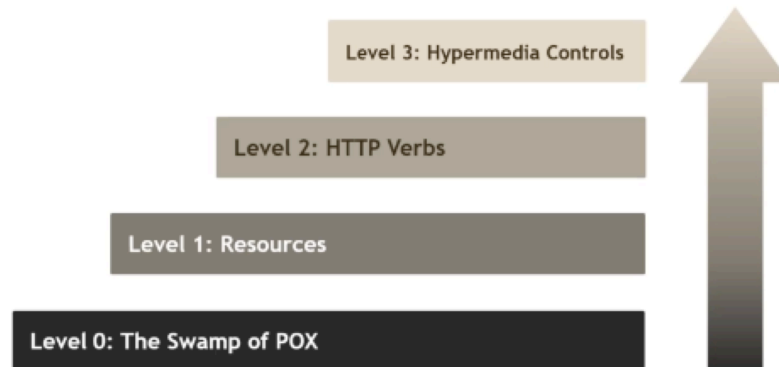 Level 3: Hypermedia Controls
Level 2: HTTP Verbs
Level 1: Resources
Level 0: The Swamp of POX